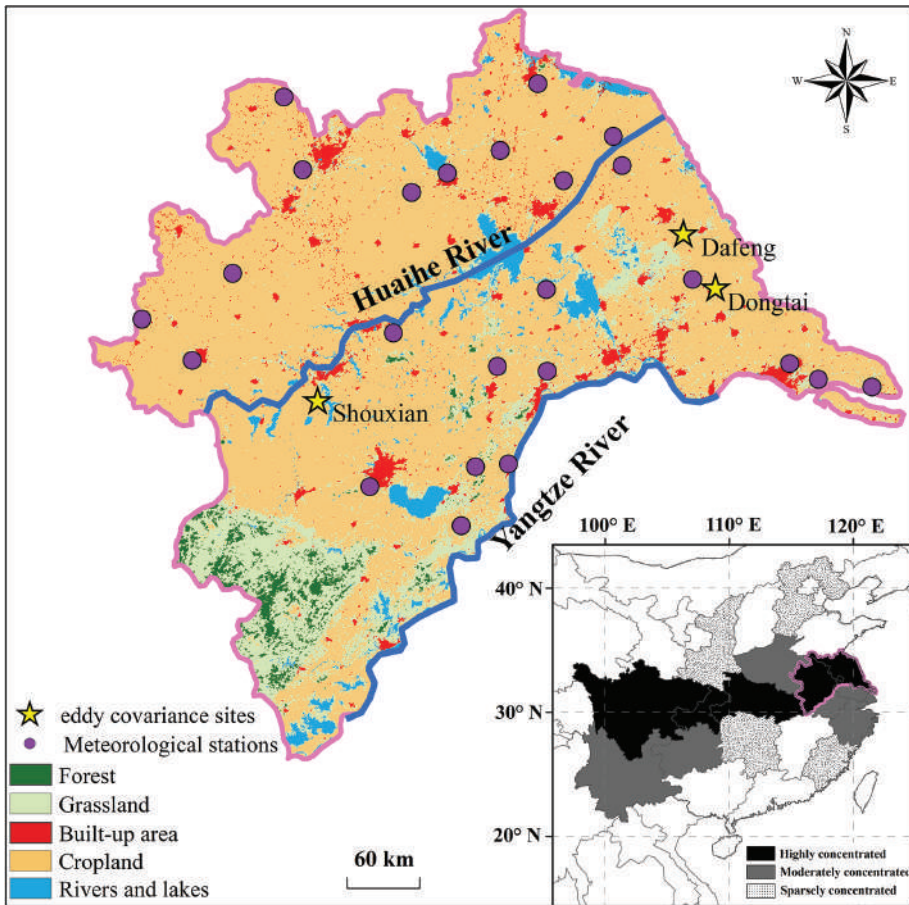 N
W E
S
Huaihe River
Dafeng
Dongtai
Shouxian
Yangtze River
eddy covariance sites
Meteorological stations
Forest
Grassland
Built-up area
Cropland
Rivers and lakes
60 km
100° E 110° E 120° E
40° N
30° N
20° N
Highly concentrated
Moderately concentrated
Sparsely concentrated